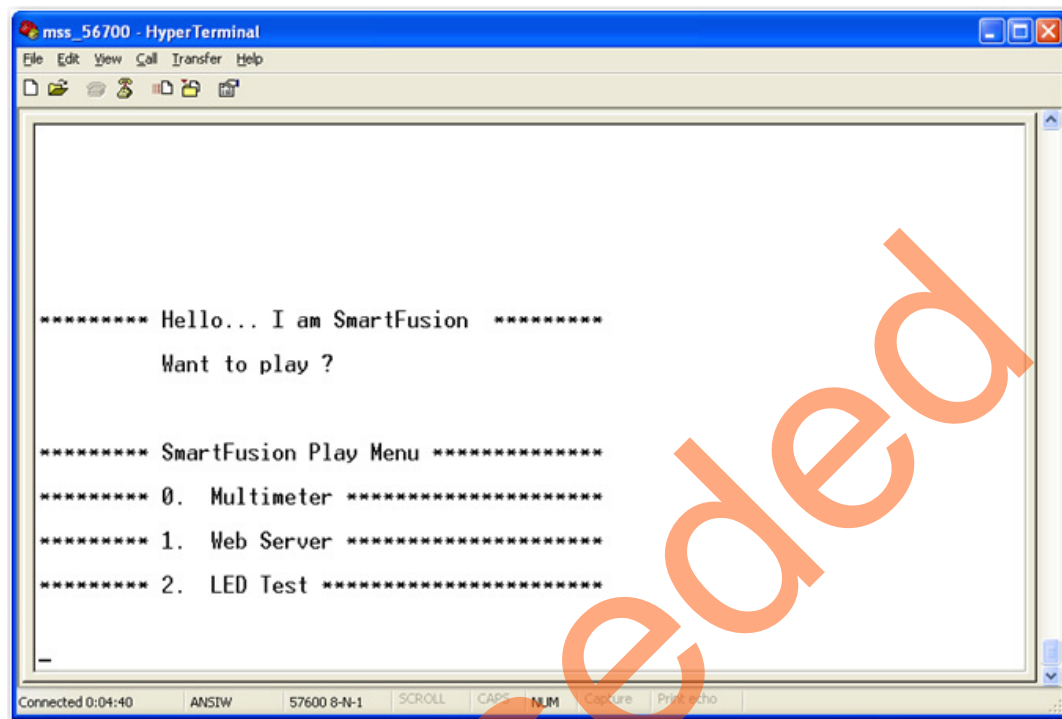 mss_56700 - HyperTerminal
File Edit View Call Transfer Help
********* Hello... I am SmartFusion *********
Want to play ?
********* SmartFusion Play Menu **************
********* 0. Multimeter *********************
********* 1. Web Server *********************
********* 2. LED Test ***********************
_
Connected 0:04:40 ANSIW 57600 8-N-1 SCROLL CAPS NUM Capture Print echo
eded